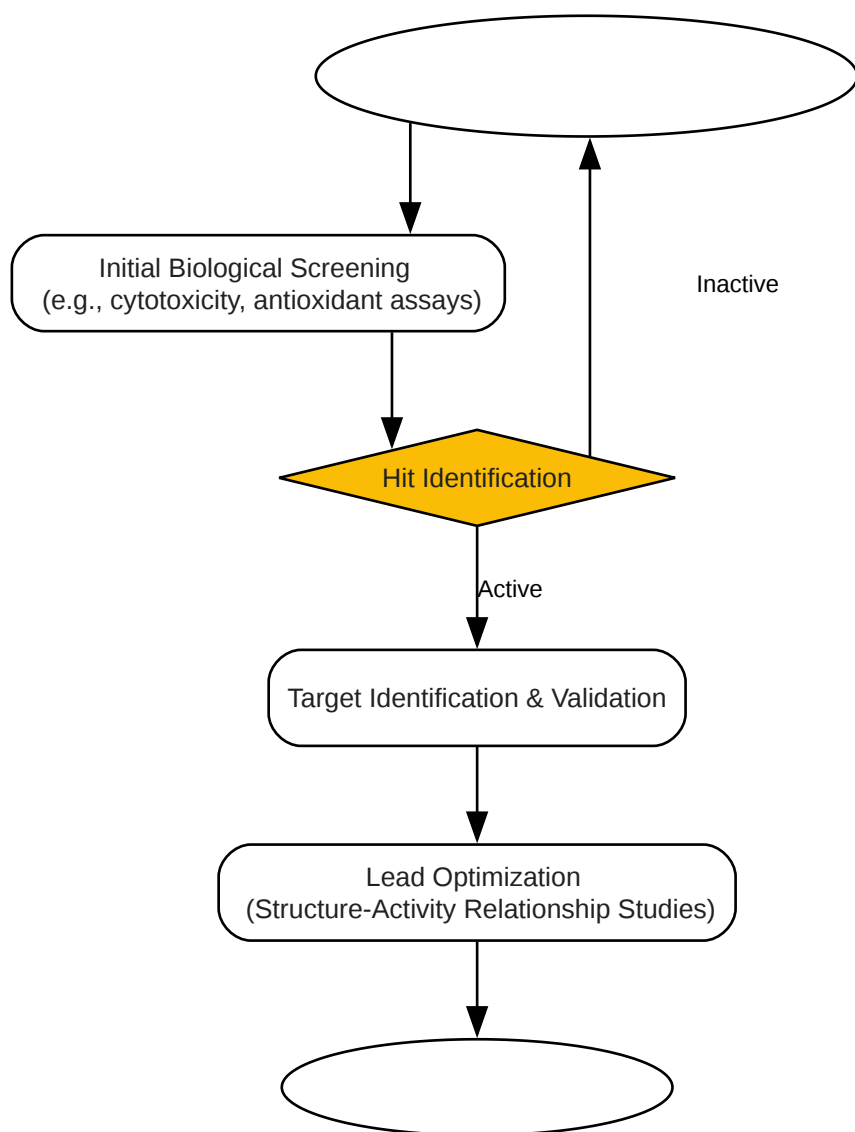 Initial Biological Screening
(e.g., cytotoxicity, antioxidant assays)
Inactive
Hit Identification
Active
Target Identification & Validation
Lead Optimization
(Structure-Activity Relationship Studies)